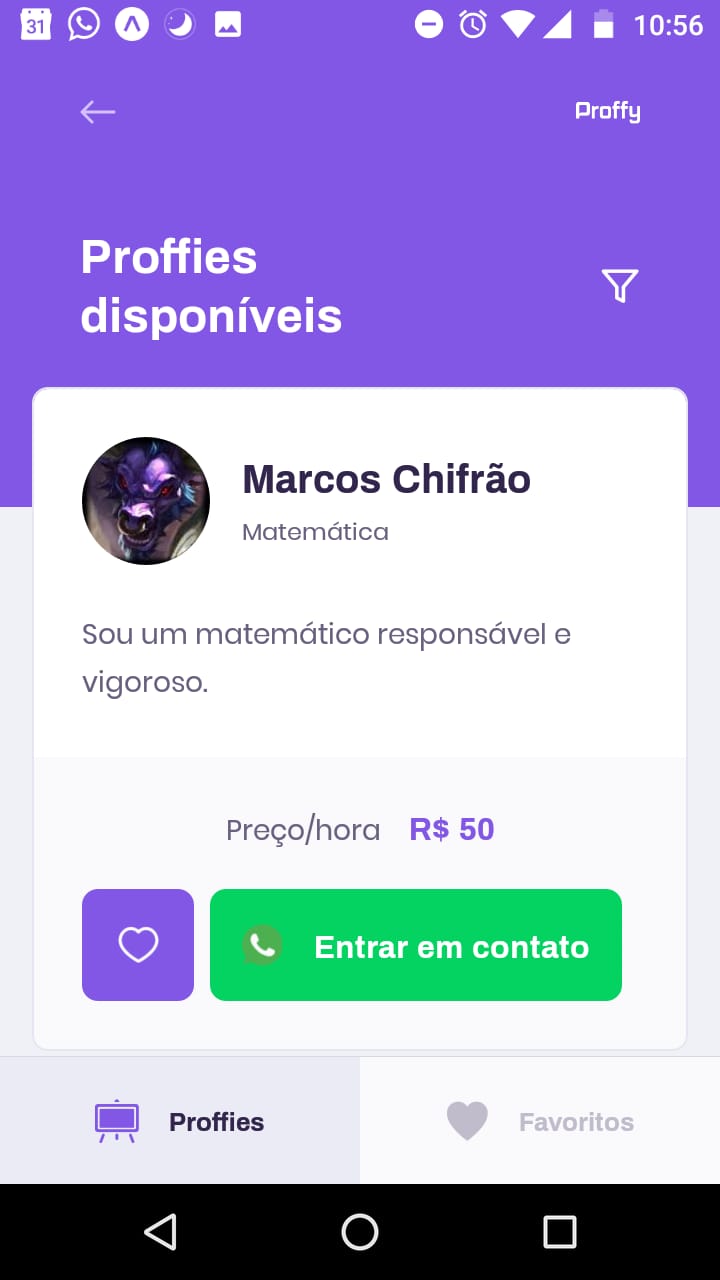 31
10:56
Proffy
Proffies
disponíveis
Marcos Chifrão
Matemática
Sou um matemático responsável e
vigoroso.
Preço/hora R$ 50
Entrar em contato
Proffies
Favoritos